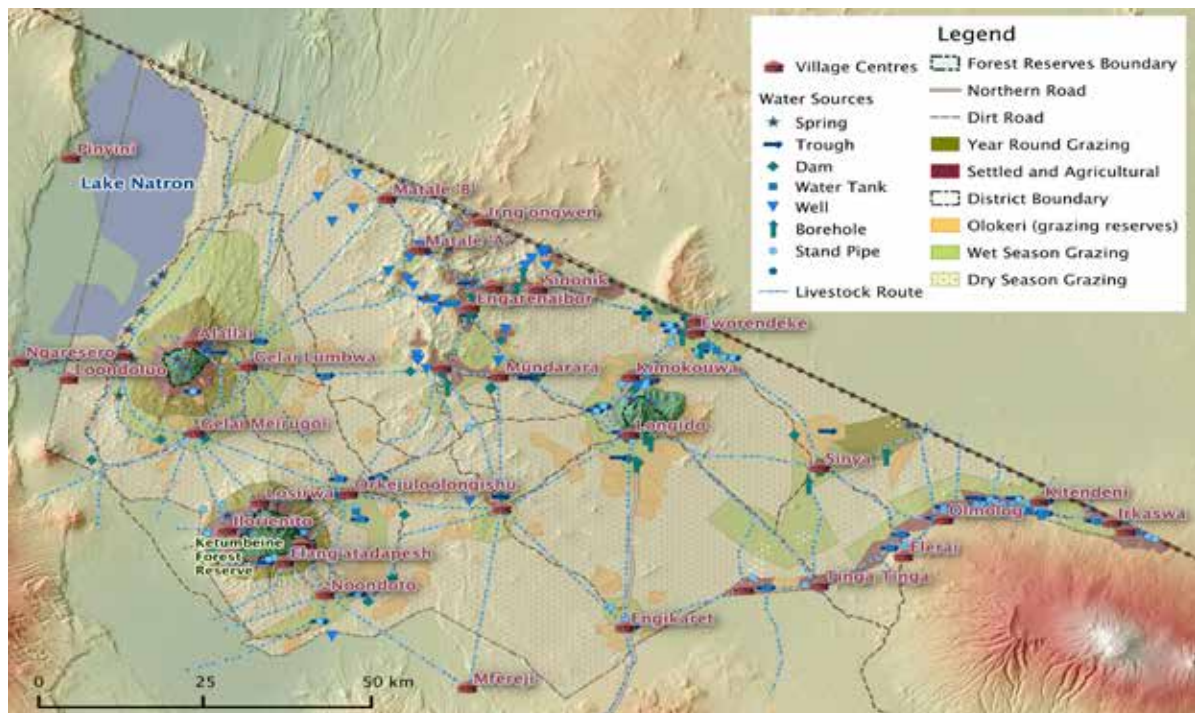 Legend
Village Centres
Water Sources
Spring
Trough
Dam
Water Tank
Well
Borehole
Stand Pipe
Livestock Route
Forest Reserves Boundary
Northern Road
Dirt Road
Year Round Grazing
Settled and Agricultural
District Boundary
Olokeri (grazing reserves)
Wet Season Grazing
Dry Season Grazing
Pinyini
Lake Natron
Matale 'B'
Irng'ongwen
Matale 'A'
Sinonik
Engarenaibor
Eworendeke
Alailai
Ngaresero
Loondoluo
Gelai Lumbwa
Mundarara
Kimokouwa
Gelai Meirugoi
Longido
Sinya
Losirwa
Orkejuloolongishu
Kitendeni
Ilorienito
Olmolog
Irkaswa
Ketumbeine
Forest
Reserve
Elang'atadapesh
Elerai
Noondoto
Tinga Tinga
Engikaret
Mfereji
0 25 50 km